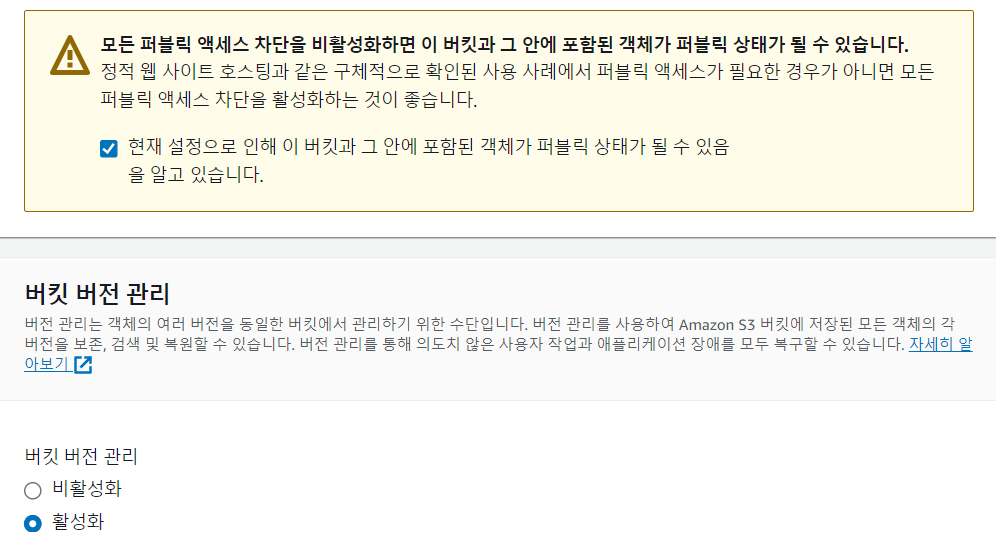 모든 퍼블릭 액세스 차단을 비활성화하면 이 버킷과 그 안에 포함된 객체가 퍼블릭 상태가 될 수 있습니다.
정적 웹 사이트 호스팅과 같은 구체적으로 확인된 사용 사례에서 퍼블릭 액세스가 필요한 경우가 아니면 모든
퍼블릭 액세스 차단을 활성화하는 것이 좋습니다.
현재 설정으로 인해 이 버킷과 그 안에 포함된 객체가 퍼블릭 상태가 될 수 있음
을 알고 있습니다.
버킷 버전 관리
버전 관리는 객체의 여러 버전을 동일한 버킷에서 관리하기 위한 수단입니다. 버전 관리를 사용하여 Amazon S3 버킷에 저장된 모든 객체의 각
버전을 보존, 검색 및 복원할 수 있습니다. 버전 관리를 통해 의도치 않은 사용자 작업과 애플리케이션 장애를 모두 복구할 수 있습니다. 자세히 알
아보기
버킷 버전 관리
비활성화
활성화